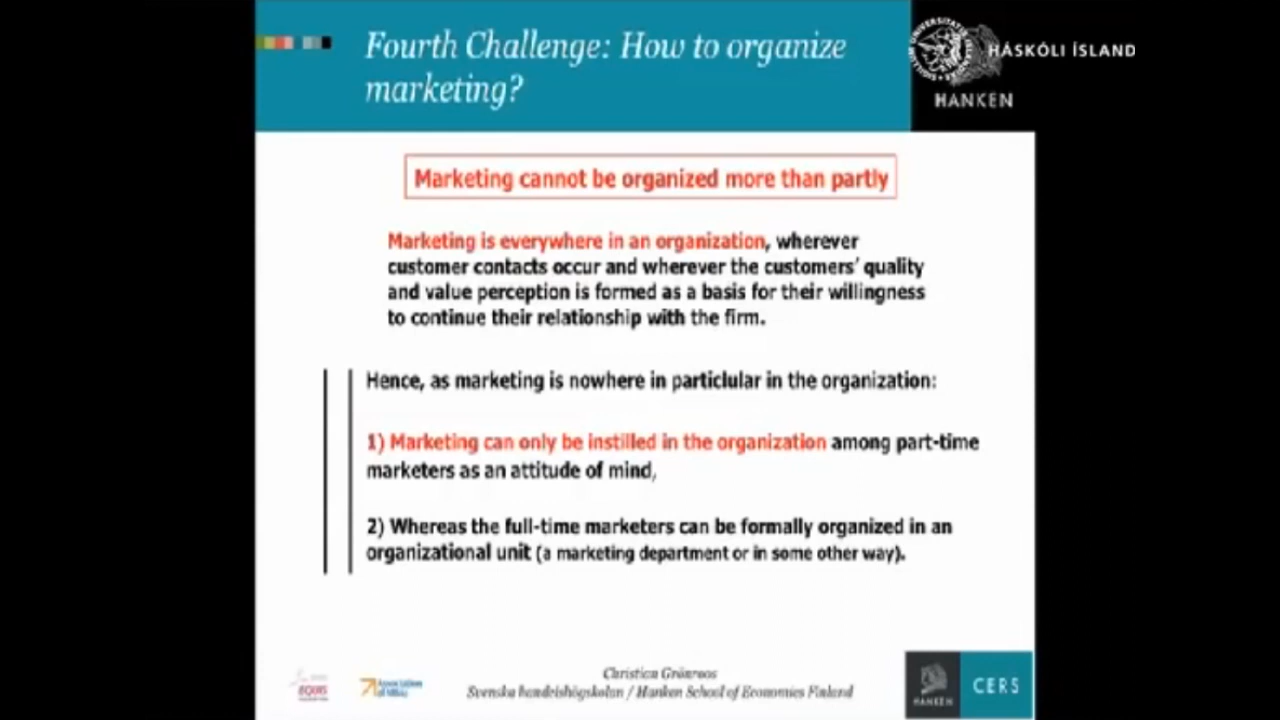 Fourth Challenge: How to organize
marketing?
HÁSKÓLI ÍSLAND
HANKEN
Marketing cannot be organized more than partly
Marketing is everywhere in an organization, wherever
customer contacts occur and wherever the customers' quality
and value perception is formed as a basis for their willingness
to continue their relationship with the firm.
Hence, as marketing is nowhere in particlular in the organization:
1) Marketing can only be instilled in the organization among part-time
marketers as an attitude of mind,
2) Whereas the full-time marketers can be formally organized in an
organizational unit (a marketing department or in some other way).
Christian Grönroos
Svenska handelshögskolan / Hanken School of Economics Finland
EQUIS
HANKEN
CERS